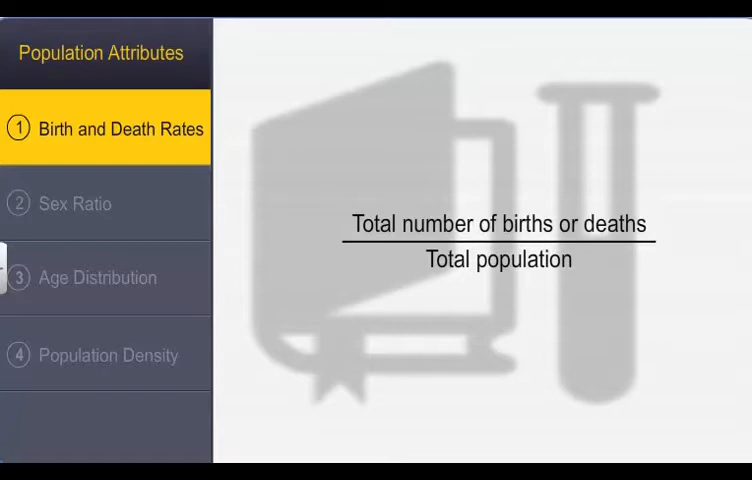 Population Attributes
1 Birth and Death Rates
2 Sex Ratio
3 Age Distribution
4 Population Density
Total number of births or deaths
Total population